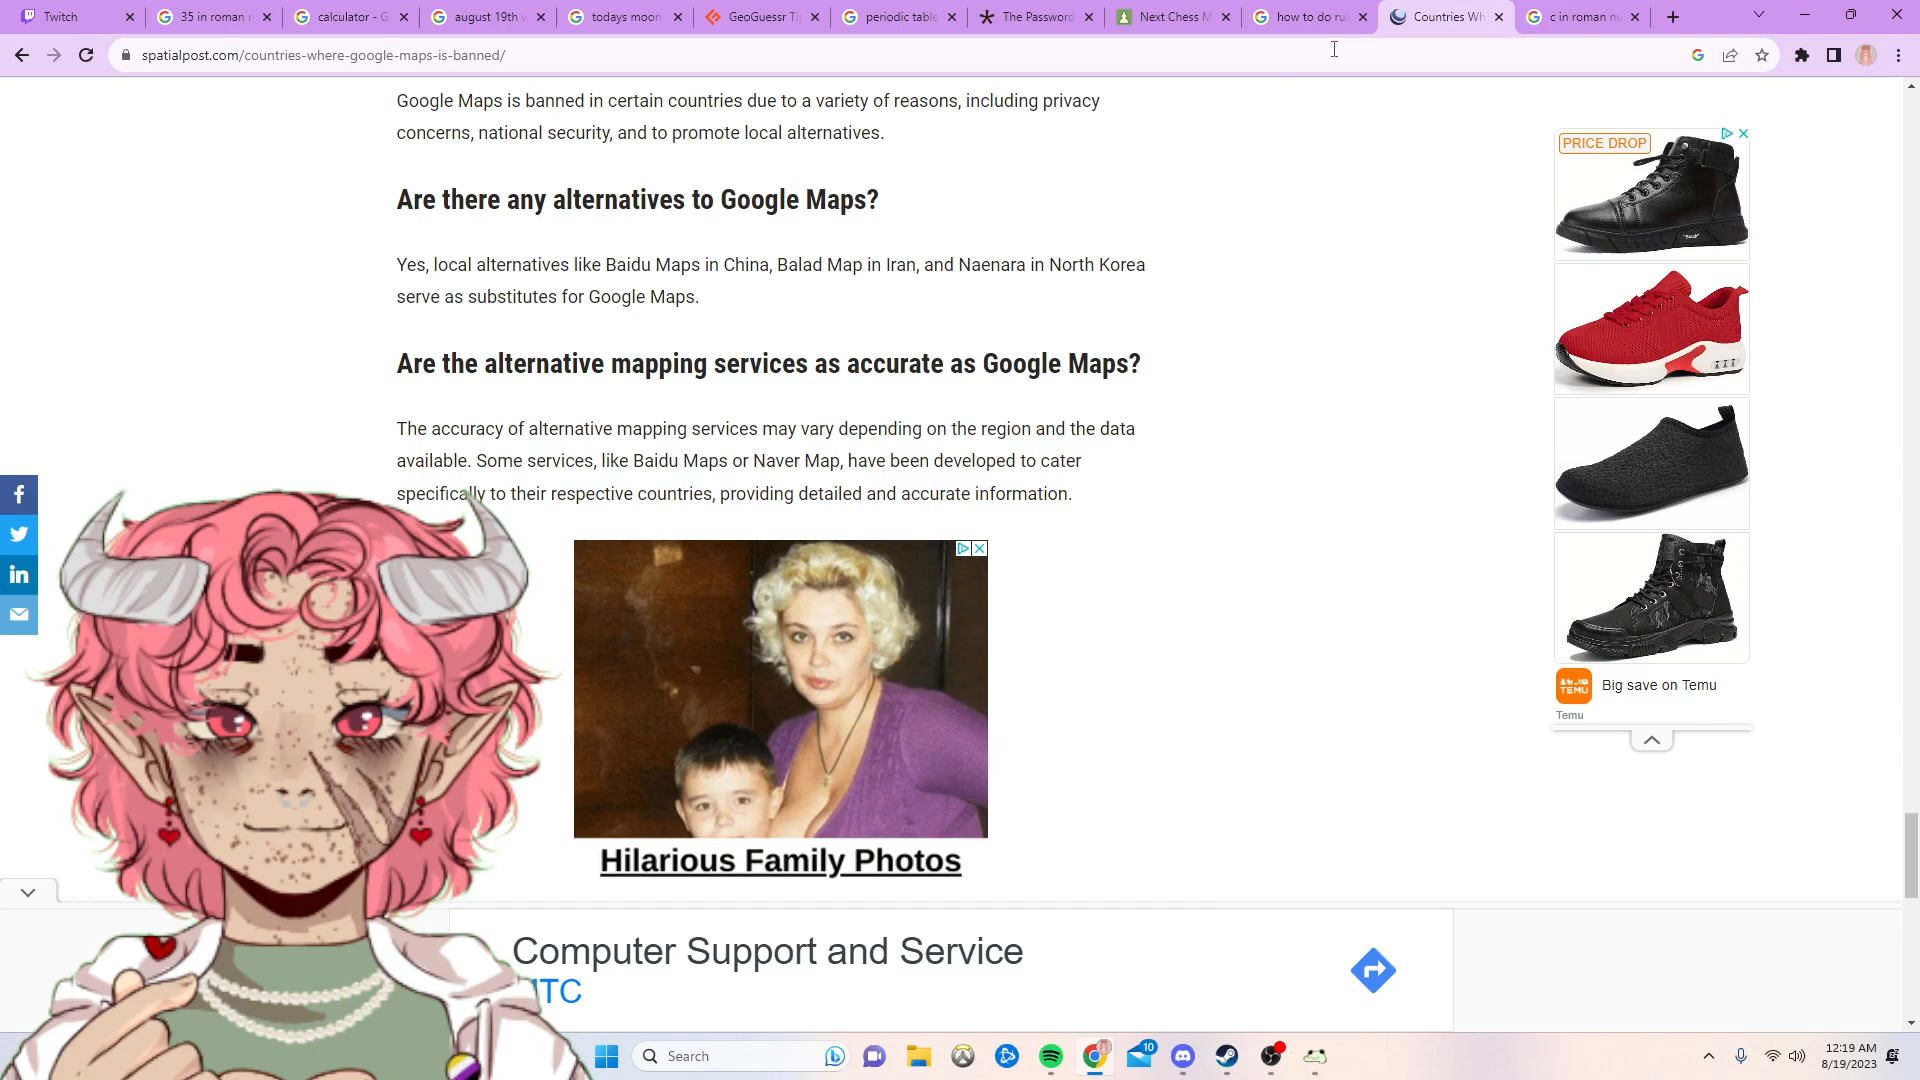 Twitch
35 in roman n
calculator - G
august 19th w
todays moon
GeoGuessr Ti
periodic table
The Password
Next Chess M
how to do ru
Countries Wh
c in roman nu
spatialpost.com/countries-where-google-maps-is-banned/
Google Maps is banned in certain countries due to a variety of reasons, including privacy
concerns, national security, and to promote local alternatives.
Are there any alternatives to Google Maps?
Yes, local alternatives like Baidu Maps in China, Balad Map in Iran, and Naenara in North Korea
serve as substitutes for Google Maps.
Are the alternative mapping services as accurate as Google Maps?
The accuracy of alternative mapping services may vary depending on the region and the data
available. Some services, like Baidu Maps or Naver Map, have been developed to cater
specifically to their respective countries, providing detailed and accurate information.
PRICE DROP
TEMU
Big save on Temu
Temu
Hilarious Family Photos
Computer Support and Service
TC
Search
10
12:19 AM
8/19/2023